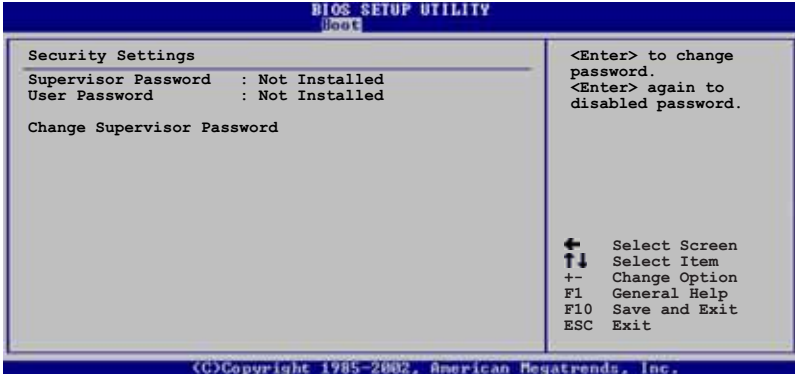 BIOS SETUP UTILITY
Boot
Security Settings
Supervisor Password : Not Installed
User Password : Not Installed
Change Supervisor Password
<Enter> to change
password.
<Enter> again to
disabled password.
← Select Screen
↑↓ Select Item
+- Change Option
F1 General Help
F10 Save and Exit
ESC Exit
(C)Copyright 1985-2002, American Megatrends, Inc.